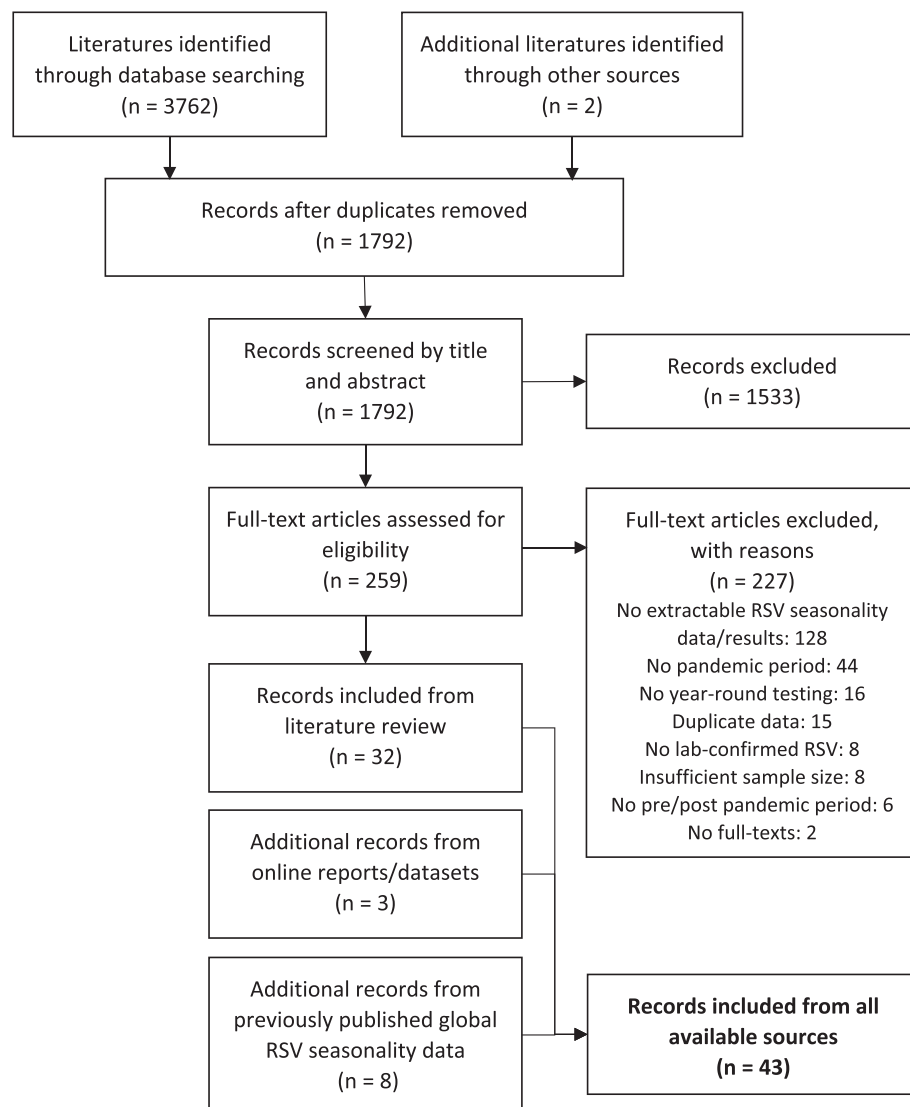 Literatures identified
through database searching
(n = 3762)
Additional literatures identified
through other sources
(n = 2)
Records after duplicates removed
(n = 1792)
Records screened by title
and abstract
(n = 1792)
Records excluded
(n = 1533)
Full-text articles assessed for
eligibility
(n = 259)
Full-text articles excluded,
with reasons
(n = 227)
No extractable RSV seasonality
data/results: 128
No pandemic period: 44
No year-round testing: 16
Duplicate data: 15
No lab-confirmed RSV: 8
Insufficient sample size: 8
No pre/post pandemic period: 6
No full-texts: 2
Records included from
literature review
(n = 32)
Additional records from
online reports/datasets
(n = 3)
Additional records from
previously published global
RSV seasonality data
(n = 8)
Records included from all
available sources
(n = 43)